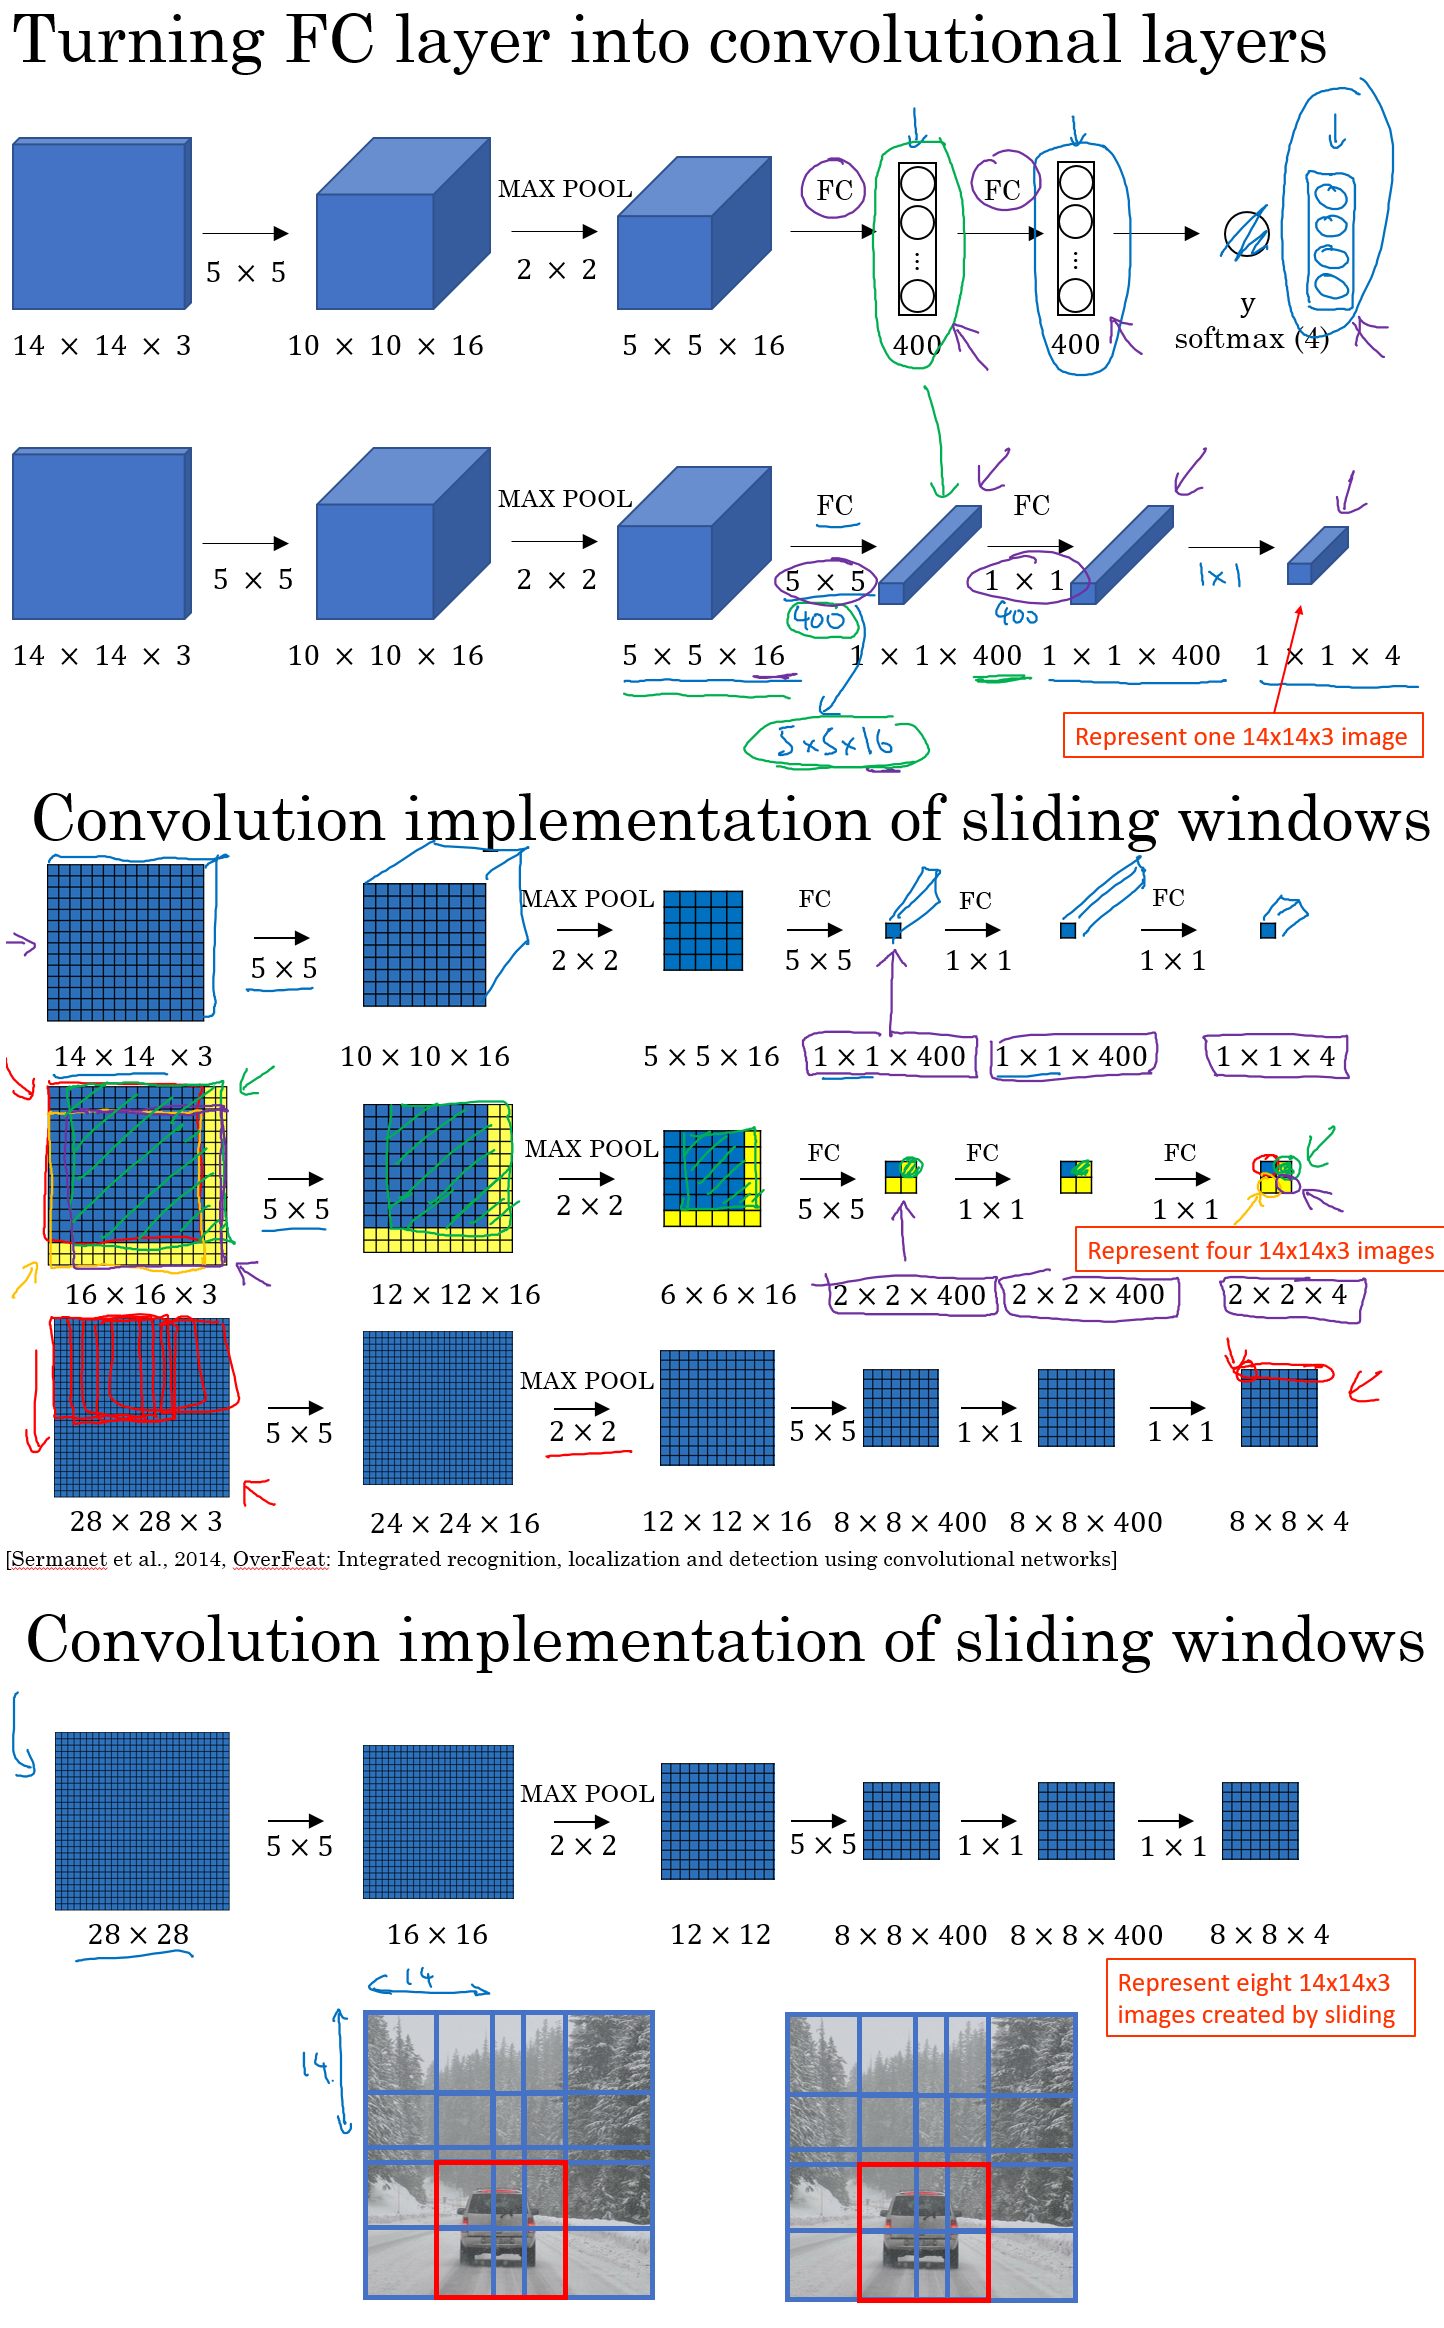 Turning FC layer into convolutional layers
MAX POOL
FC
FC
5 × 5
2 × 2
y
14 × 14 × 3
10 × 10 × 16
5 × 5 × 16
400
400
softmax (4)
MAX POOL
FC
FC
5 × 5
2 × 2
5 × 5
1 × 1
1x1
400
400
14 × 14 × 3
10 × 10 × 16
5 × 5 × 16
1 × 1 × 400
1 × 1 × 400
1 × 1 × 4
5x5x16
Represent one 14x14x3 image
Convolution implementation of sliding windows
MAX POOL
FC
FC
FC
5 × 5
2 × 2
5 × 5
1 × 1
1 × 1
14 × 14 × 3
10 × 10 × 16
5 × 5 × 16
1 × 1 × 400
1 × 1 × 400
1 × 1 × 4
MAX POOL
FC
FC
FC
5 × 5
2 × 2
5 × 5
1 × 1
1 × 1
Represent four 14x14x3 images
16 × 16 × 3
12 × 12 × 16
6 × 6 × 16
2 × 2 × 400
2 × 2 × 400
2 × 2 × 4
MAX POOL
5 × 5
2 × 2
5 × 5
1 × 1
1 × 1
28 × 28 × 3
24 × 24 × 16
12 × 12 × 16
8 × 8 × 400
8 × 8 × 400
8 × 8 × 4
[Sermanet et al., 2014, OverFeat: Integrated recognition, localization and detection using convolutional networks]
Convolution implementation of sliding windows
MAX POOL
5 × 5
2 × 2
5 × 5
1 × 1
1 × 1
28 × 28
16 × 16
12 × 12
8 × 8 × 400
8 × 8 × 400
8 × 8 × 4
Represent eight 14x14x3
images created by sliding
14
14